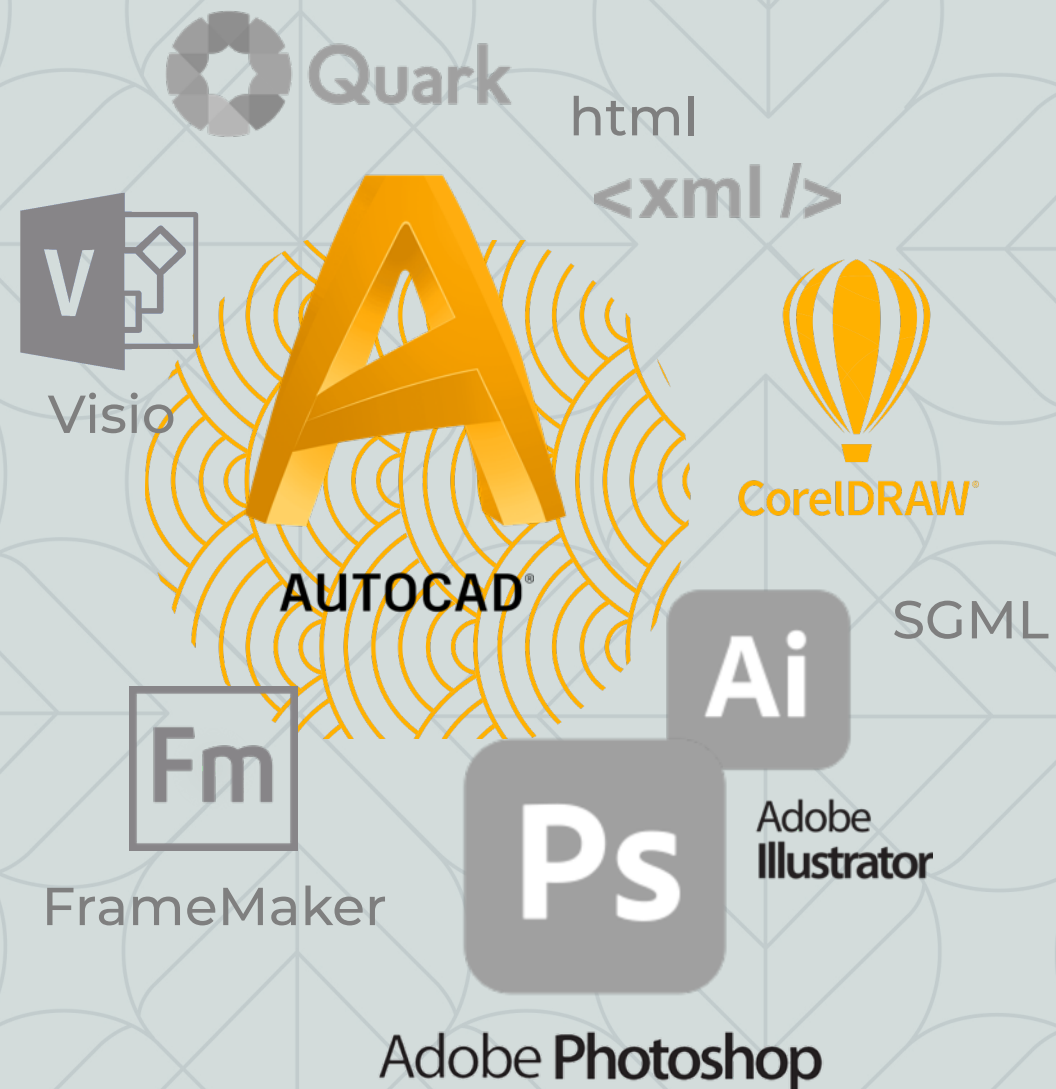 Quark
html
<xml />
V
Visio
CorelDRAW®
AUTOCAD®
SGML
Ai
Adobe
Illustrator
Fm
FrameMaker
Ps
Adobe Photoshop